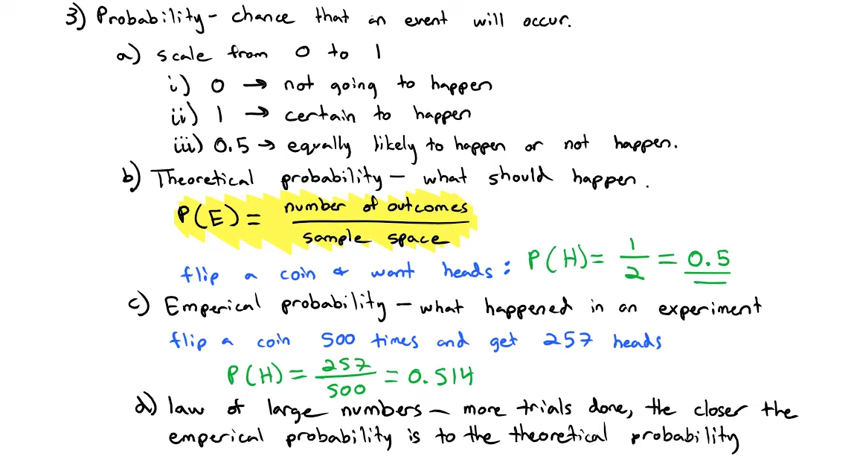 3) Probability - chance that an event will occur.
a) scale from 0 to 1
i) 0 → not going to happen
ii) 1 → certain to happen
iii) 0.5 → equally likely to happen or not happen.
b) Theoretical probability - what should happen.
P(E) = number of outcomes / sample space
flip a coin & want heads: P(H) = 1/2 = 0.5
c) Emperical probability - what happened in an experiment
flip a coin 500 times and get 257 heads
P(H) = 257/500 = 0.514
d) law of large numbers - more trials done, the closer the
emperical probability is to the theoretical probability